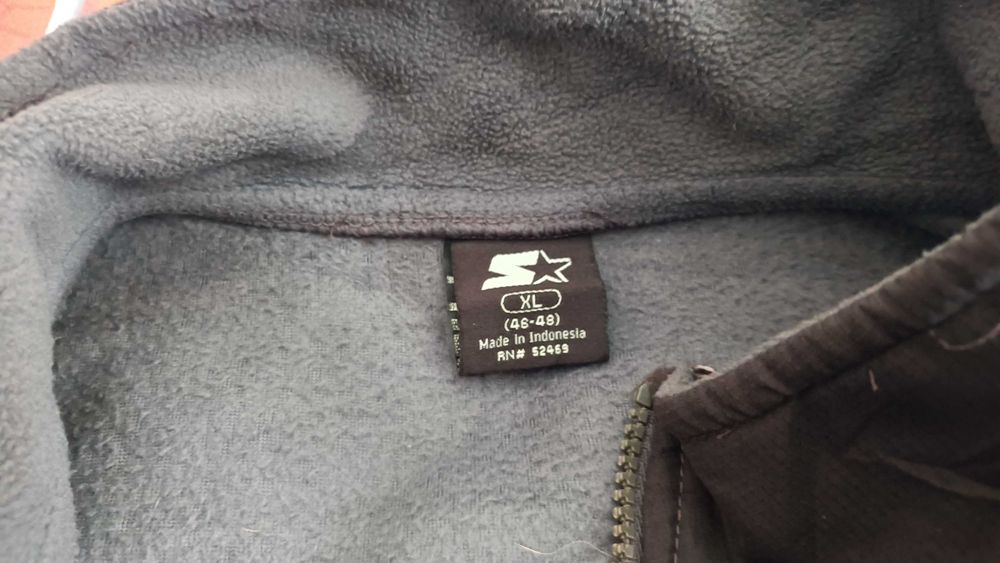 S
XL
(46-48)
Made in Indonesia
RN# 52469